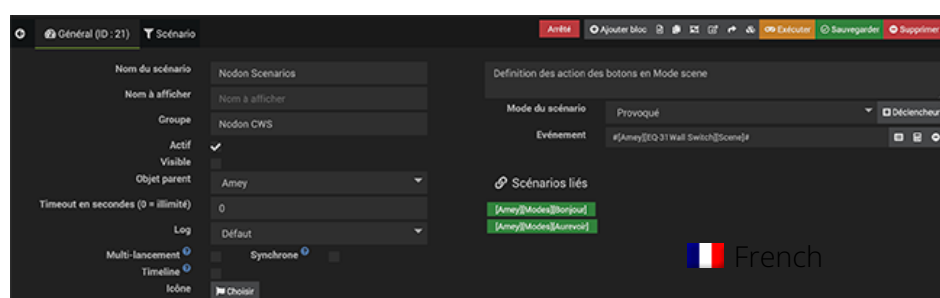 Général (ID : 21) Scénario
Arrêté Ajouter bloc Exécuter Sauvegarder Supprimer
Nom du scénario Nodon Scenarios
Definition des action des botons en Mode scene
Nom à afficher Nom à afficher
Mode du scénario Provoqué Déclencheur
Groupe Nodon CWS
Evénement #[Amey][EQ-31 Wall Switch][Scene]#
Actif
Visible
Objet parent Amey
Scénarios liés
Timeout en secondes (0 = illimité) 0
[Amey][Modes][Bonjour]
[Amey][Modes][Aurevoir]
Log Défaut
Multi-lancement Synchrone
French
Timeline
Icône Choisir